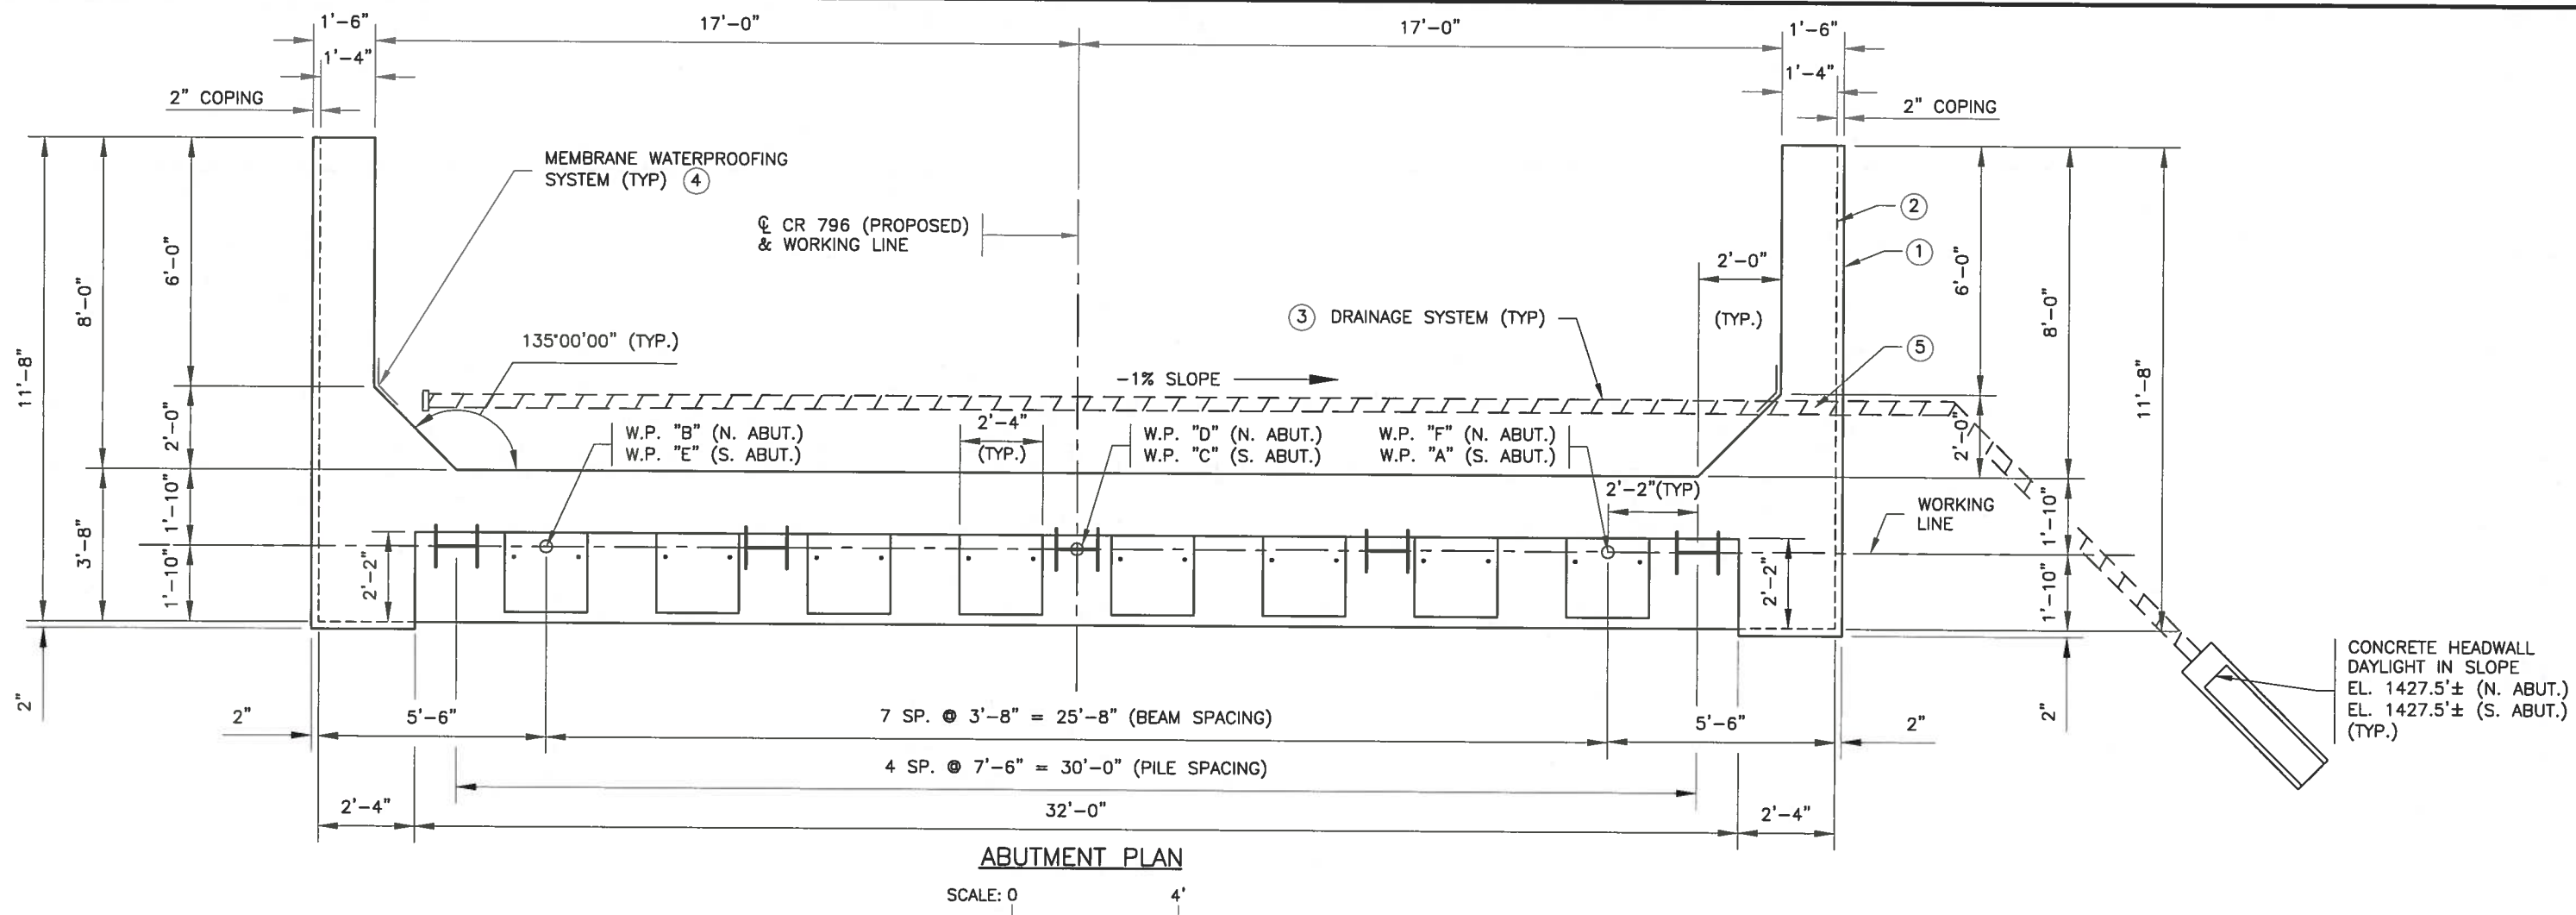 1'-6"
17'-0"
17'-0"
1'-6"
1'-4"
1'-4"
2" COPING
2" COPING
MEMBRANE WATERPROOFING
SYSTEM (TYP) 4
℄ CR 796 (PROPOSED)
& WORKING LINE
2
1
6'-0"
8'-0"
11'-8"
2'-0"
(TYP.)
6'-0"
8'-0"
11'-8"
3 DRAINAGE SYSTEM (TYP)
135°00'00" (TYP.)
5
-1% SLOPE
2'-0"
2'-0"
W.P. "B" (N. ABUT.)
W.P. "E" (S. ABUT.)
2'-4"
(TYP.)
W.P. "D" (N. ABUT.)
W.P. "C" (S. ABUT.)
W.P. "F" (N. ABUT.)
W.P. "A" (S. ABUT.)
2'-2"(TYP)
WORKING
LINE
1'-10"
1'-10"
3'-8"
1'-10"
2'-2"
2'-2"
1'-10"
CONCRETE HEADWALL
DAYLIGHT IN SLOPE
EL. 1427.5'± (N. ABUT.)
EL. 1427.5'± (S. ABUT.)
(TYP.)
2"
2"
2"
5'-6"
7 SP. @ 3'-8" = 25'-8" (BEAM SPACING)
5'-6"
2"
4 SP. @ 7'-6" = 30'-0" (PILE SPACING)
2'-4"
32'-0"
2'-4"
ABUTMENT PLAN
SCALE: 0 4'